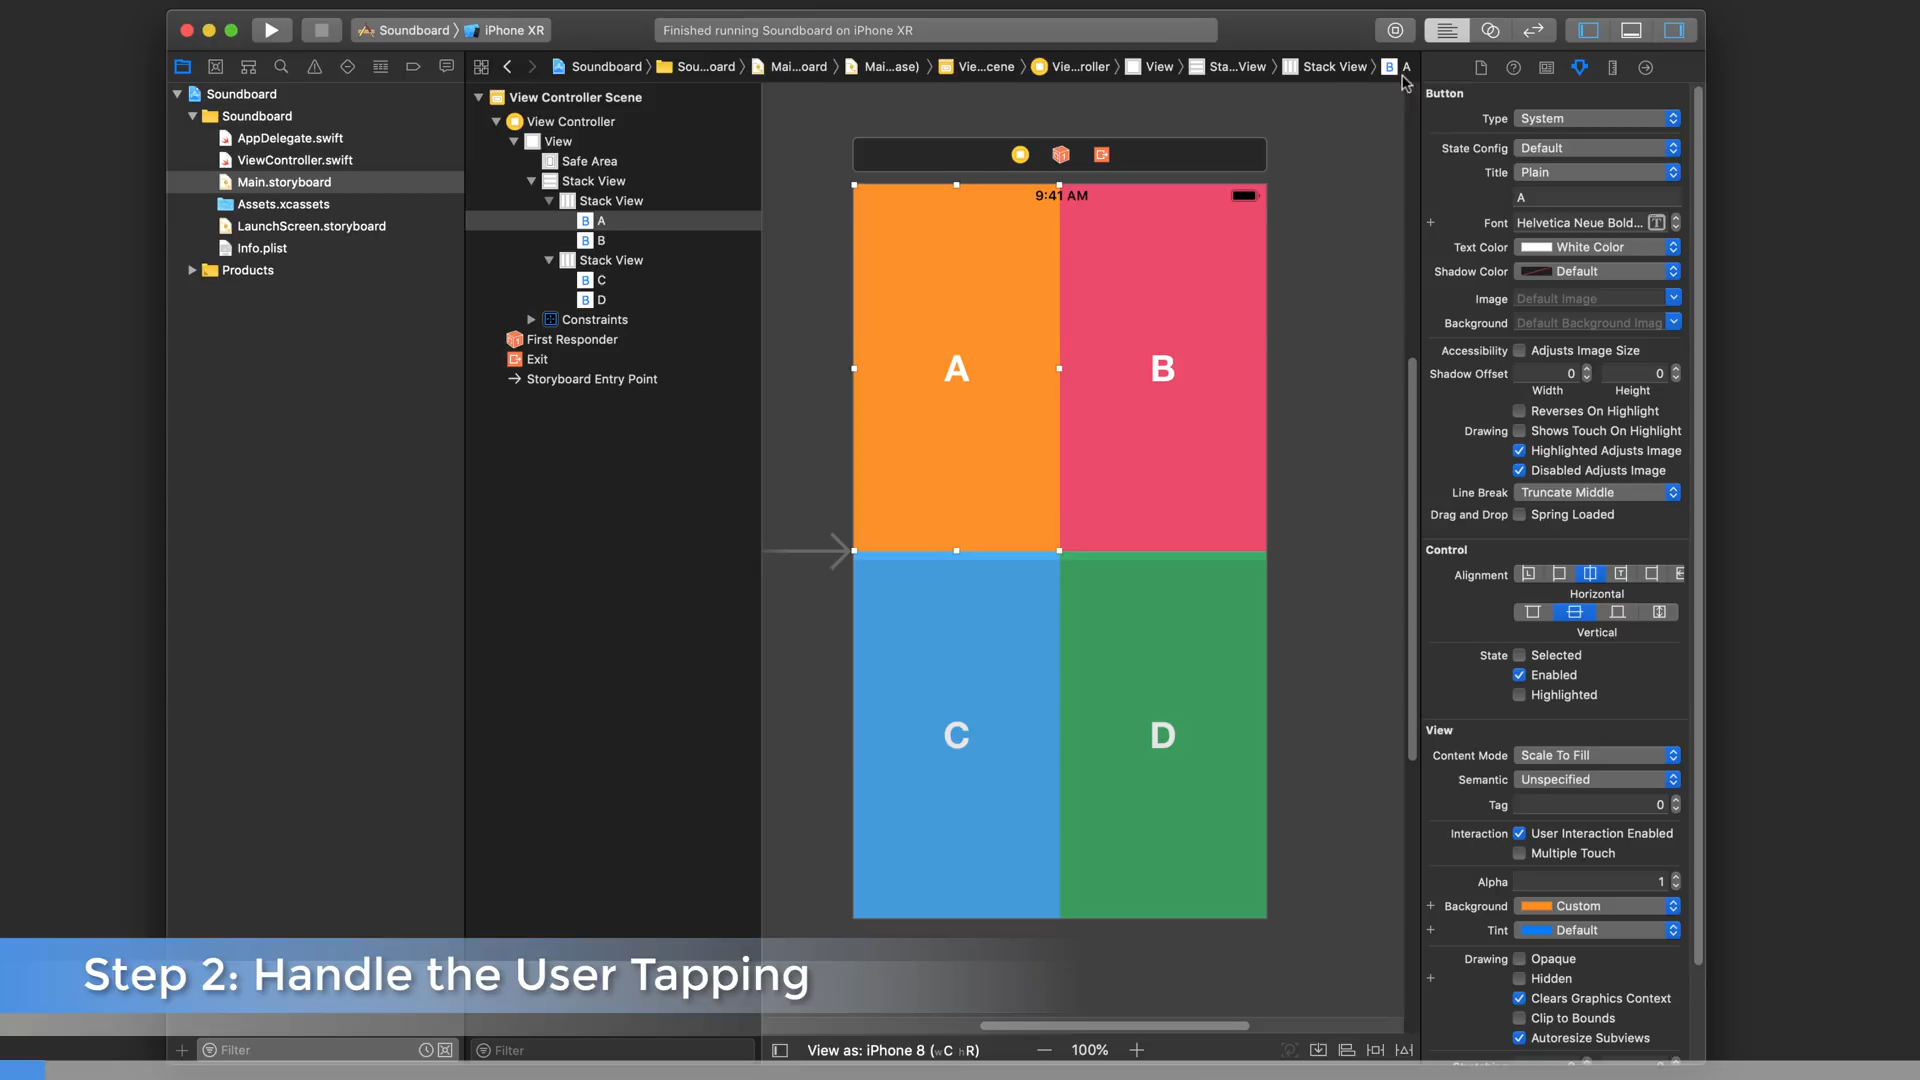 Soundboard 〉 iPhone XR
Finished running Soundboard on iPhone XR
Soundboard 〉 Sou...oard 〉 Mai...oard 〉 Mai...ase) 〉 Vie...cene 〉 Vie...roller 〉 View 〉 Sta...View 〉 Stack View 〉 B A
Soundboard
Soundboard
AppDelegate.swift
ViewController.swift
Main.storyboard
Assets.xcassets
LaunchScreen.storyboard
Info.plist
Products
Filter
View Controller Scene
View Controller
View
Safe Area
Stack View
Stack View
B A
B B
Stack View
B C
B D
Constraints
First Responder
Exit
Storyboard Entry Point
Filter
9:41 AM
A
B
C
D
View as: iPhone 8 (wC hR)
100%
Button
Type System
State Config Default
Title Plain
A
Font Helvetica Neue Bold... T
Text Color White Color
Shadow Color Default
Image Default Image
Background Default Background Imag
Accessibility Adjusts Image Size
Shadow Offset 0 0
Width Height
Reverses On Highlight
Drawing Shows Touch On Highlight
Highlighted Adjusts Image
Disabled Adjusts Image
Line Break Truncate Middle
Drag and Drop Spring Loaded
Control
Alignment
Horizontal
Vertical
State Selected
Enabled
Highlighted
View
Content Mode Scale To Fill
Semantic Unspecified
Tag 0
Interaction User Interaction Enabled
Multiple Touch
Alpha 1
Background Custom
Tint Default
Drawing Opaque
Hidden
Clears Graphics Context
Clip to Bounds
Autoresize Subviews
Step 2: Handle the User Tapping